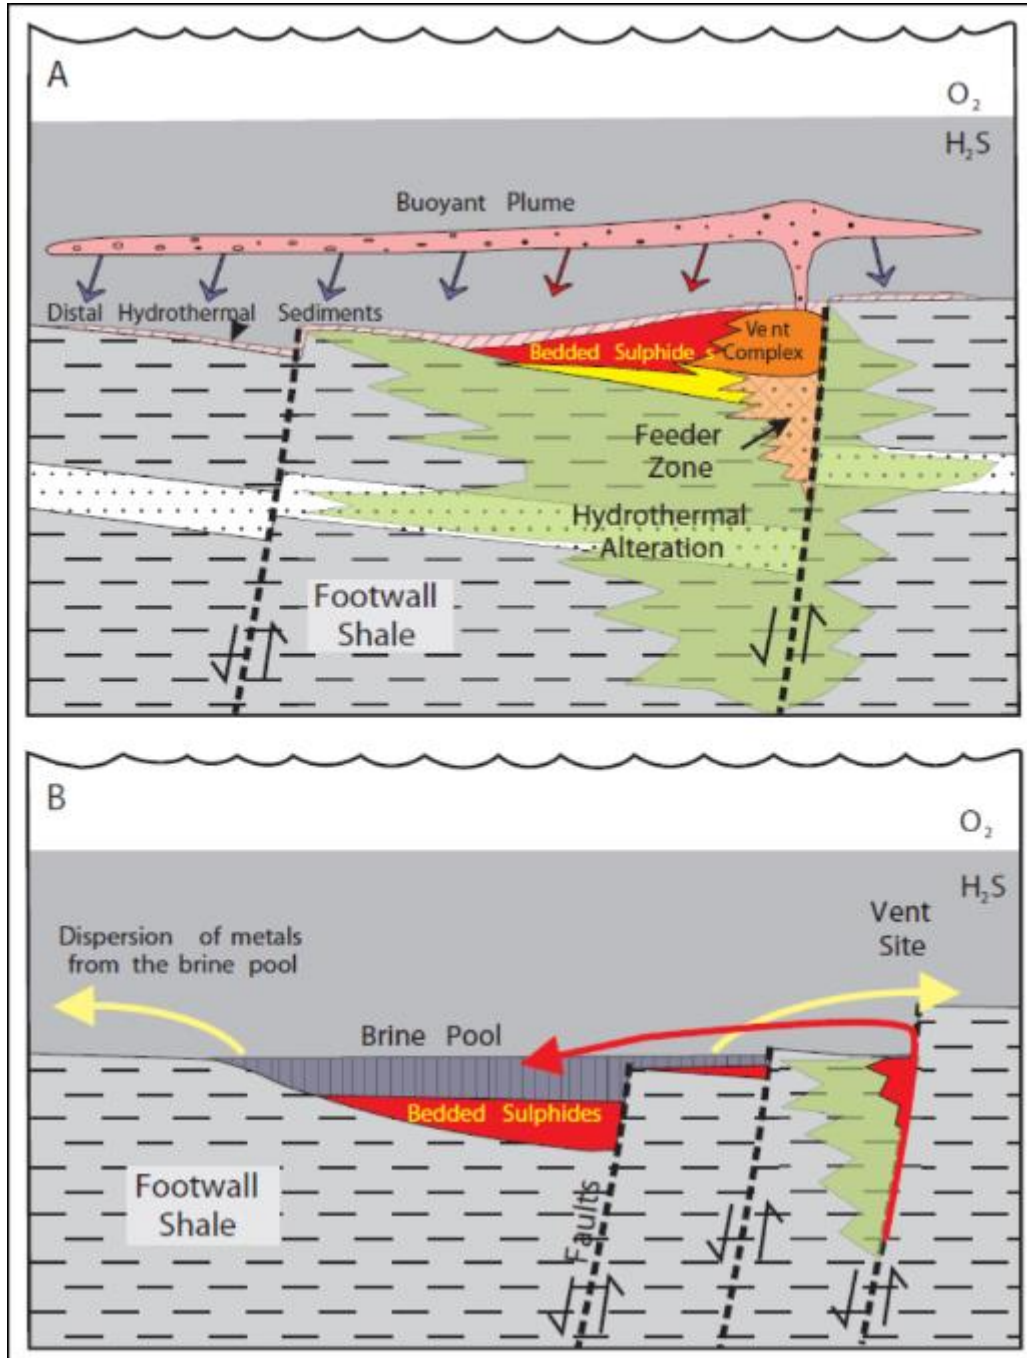 A
O₂
H₂S
Buoyant Plume
Distal Hydrothermal Sediments
Vent
Bedded Sulphides Complex
Feeder
Zone
Hydrothermal
Alteration
Footwall
Shale
B
O₂
H₂S
Vent
Site
Dispersion of metals
from the brine pool
Brine Pool
Bedded Sulphides
Footwall
Shale
Faults